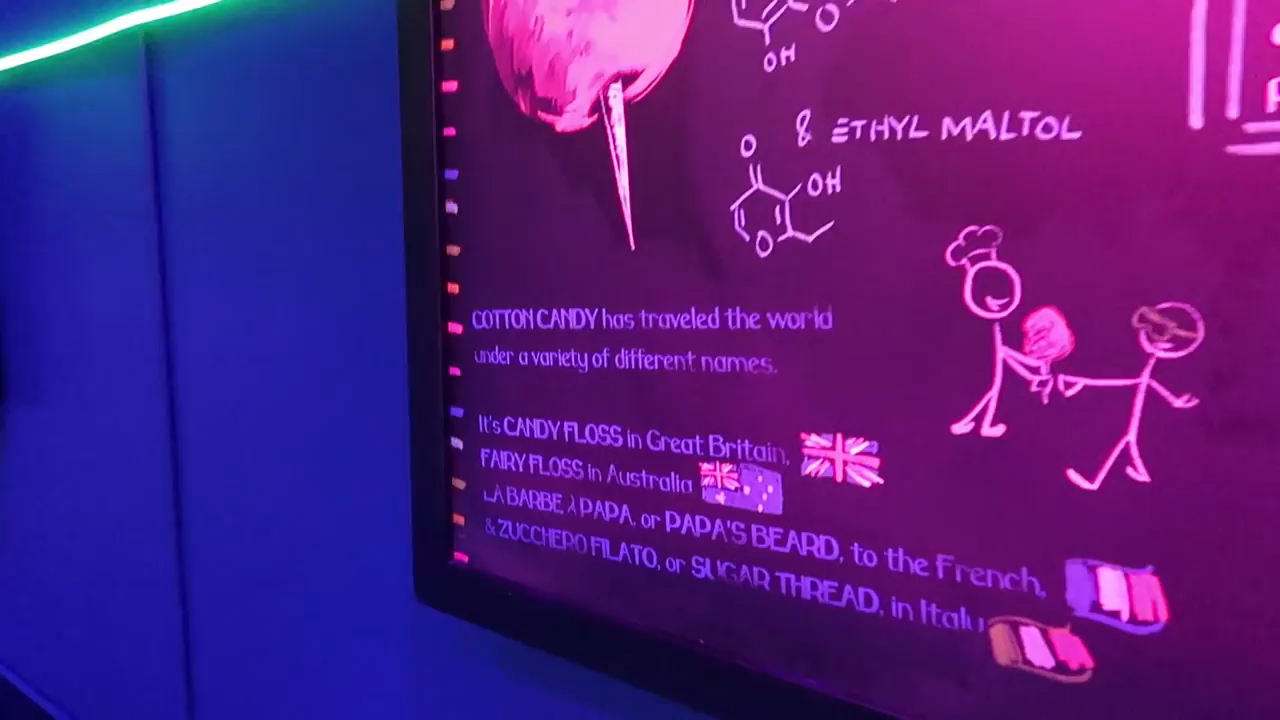 OH
& ETHYL MALTOL
O
OH
O
COTTON CANDY has traveled the world
under a variety of different names.
It's CANDY FLOSS in Great Britain,
FAIRY FLOSS in Australia
LA BARBE À PAPA, or PAPA'S BEARD, to the French,
& ZUCCHERO FILATO, or SUGAR THREAD, in Italy